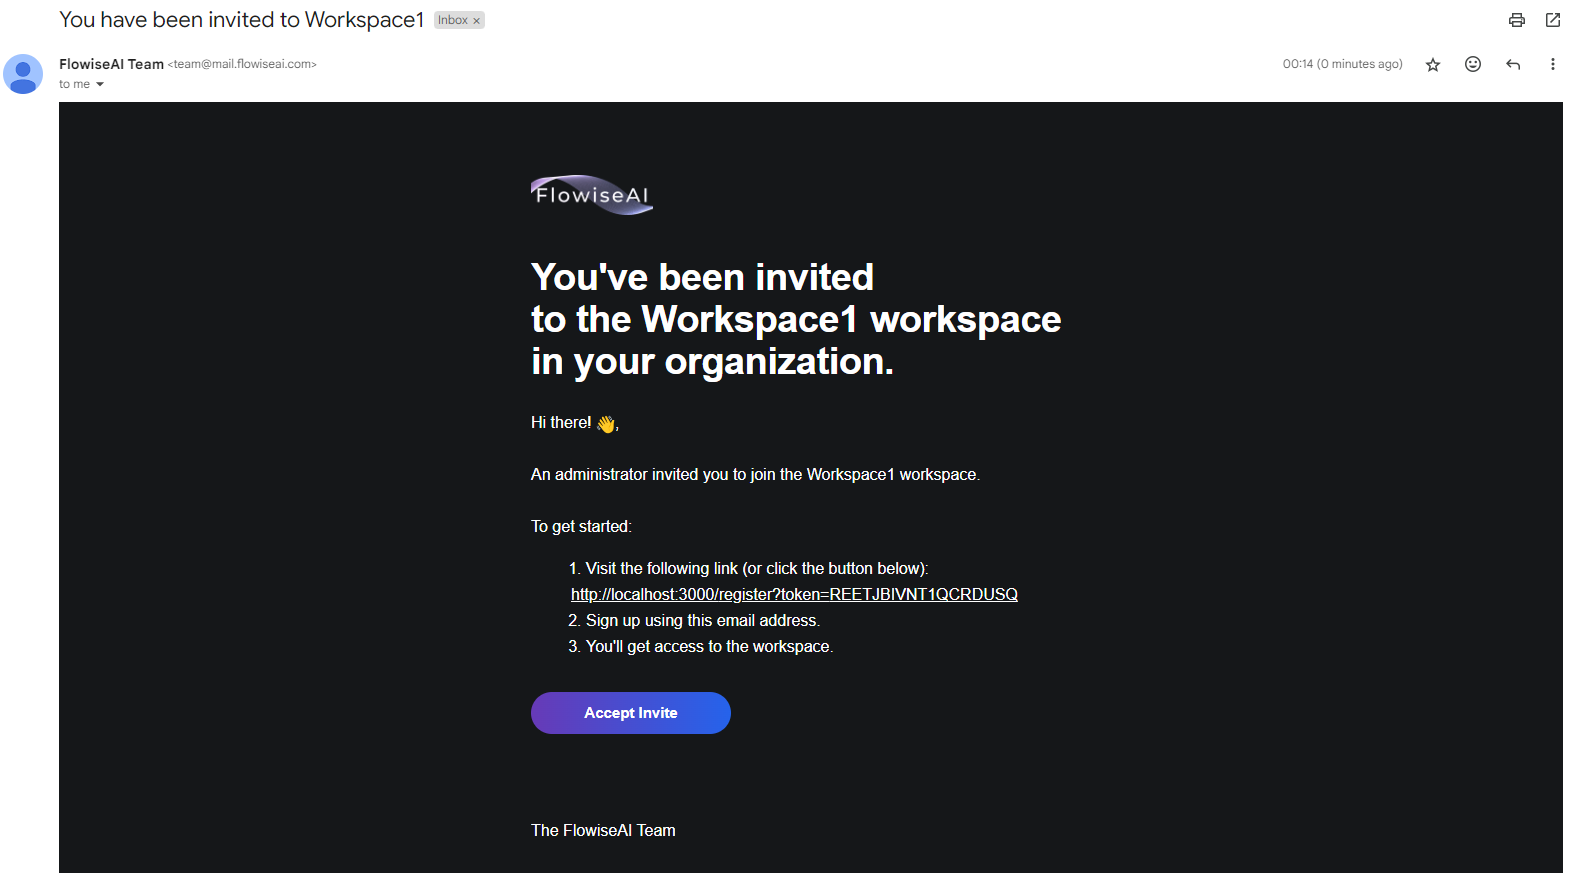 You have been invited to Workspace1 Inbox ×
FlowiseAI Team <team@mail.flowiseai.com>
00:14 (0 minutes ago)
to me
FlowiseAI
You've been invited
to the Workspace1 workspace
in your organization.
Hi there! 👋,
An administrator invited you to join the Workspace1 workspace.
To get started:
1. Visit the following link (or click the button below):
http://localhost:3000/register?token=REETJBIVNT1QCRDUSQ
2. Sign up using this email address.
3. You'll get access to the workspace.
Accept Invite
The FlowiseAI Team